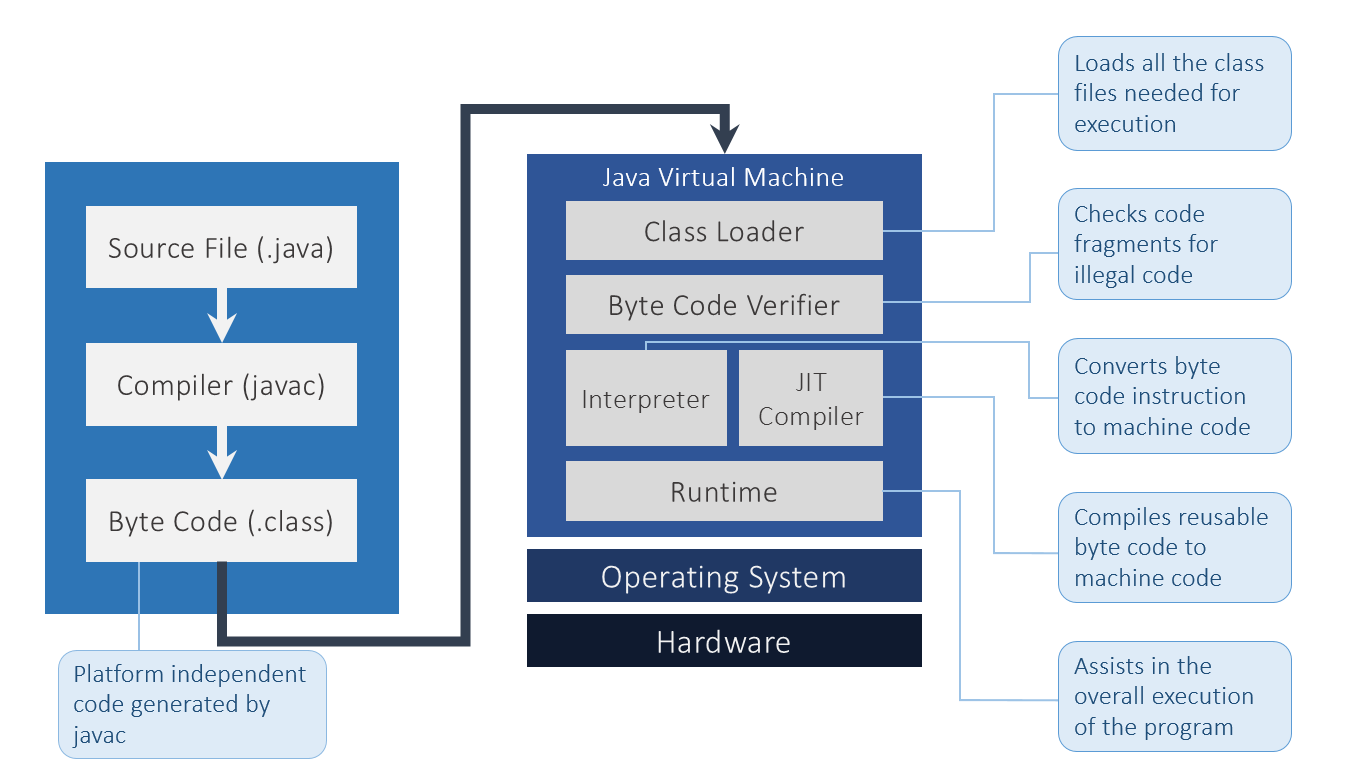 Source File (.java)
Compiler (javac)
Byte Code (.class)
Platform independent
code generated by
javac
Java Virtual Machine
Class Loader
Byte Code Verifier
Interpreter
JIT
Compiler
Runtime
Operating System
Hardware
Loads all the class
files needed for
execution
Checks code
fragments for
illegal code
Converts byte
code instruction
to machine code
Compiles reusable
byte code to
machine code
Assists in the
overall execution
of the program